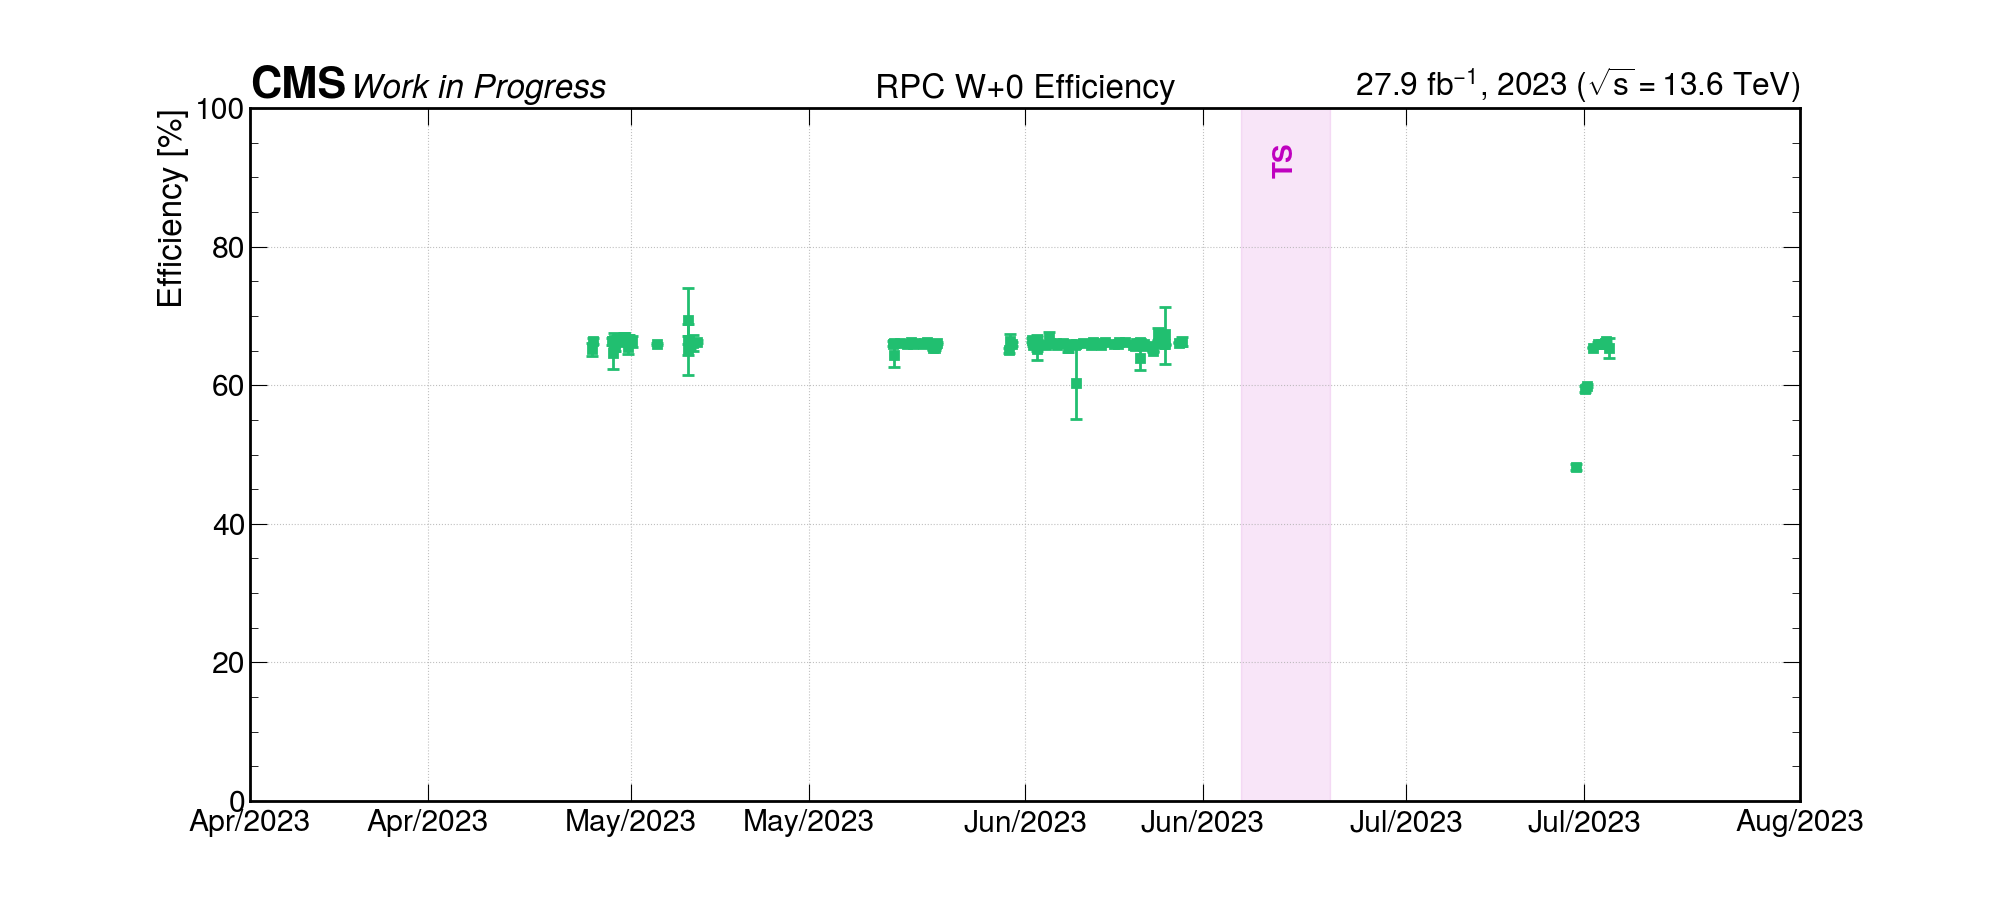 CMS Work in Progress RPC W+0 Efficiency 27.9 fb⁻¹, 2023 (√s = 13.6 TeV)
Efficiency [%]
100
80
60
40
20
0
TS
Apr/2023 Apr/2023 May/2023 May/2023 Jun/2023 Jun/2023 Jul/2023 Jul/2023 Aug/2023